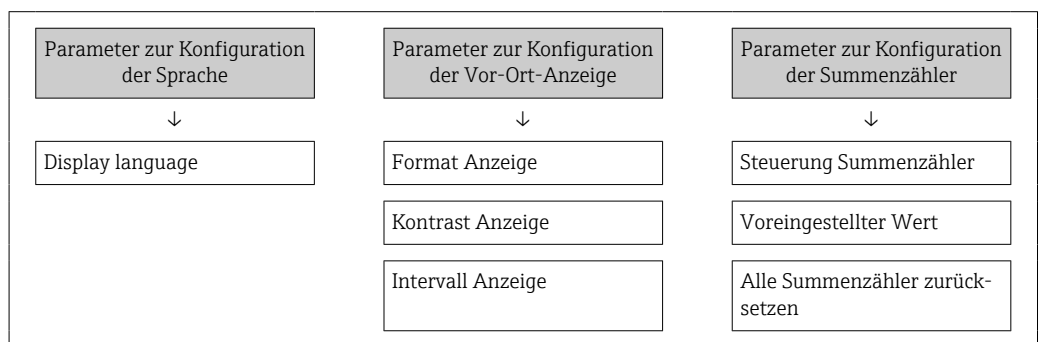 Parameter zur Konfiguration
der Sprache
↓
Display language
Parameter zur Konfiguration
der Vor-Ort-Anzeige
↓
Format Anzeige
Kontrast Anzeige
Intervall Anzeige
Parameter zur Konfiguration
der Summenzähler
↓
Steuerung Summenzähler
Voreingestellter Wert
Alle Summenzähler zurück-
setzen